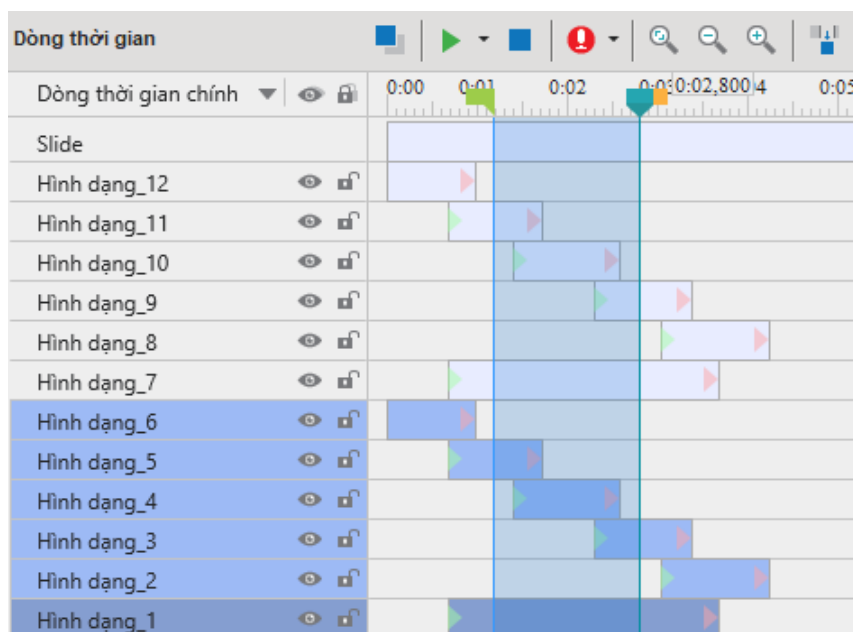 Dòng thời gian
Dòng thời gian chính
0:00 0:01 0:02 0:03 0:02,800 4 0:05
Slide
Hình dạng_12
Hình dạng_11
Hình dạng_10
Hình dạng_9
Hình dạng_8
Hình dạng_7
Hình dạng_6
Hình dạng_5
Hình dạng_4
Hình dạng_3
Hình dạng_2
Hình dạng_1